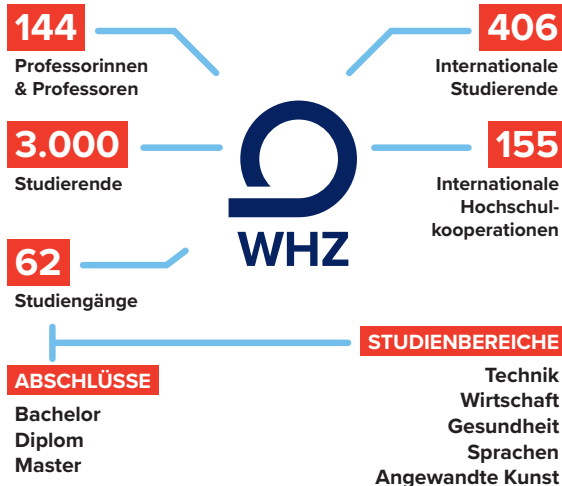 144
Professorinnen
& Professoren
406
Internationale
Studierende
3.000
Studierende
155
Internationale
Hochschul-
kooperationen
WHZ
62
Studiengänge
ABSCHLÜSSE
Bachelor
Diplom
Master
STUDIENBEREICHE
Technik
Wirtschaft
Gesundheit
Sprachen
Angewandte Kunst